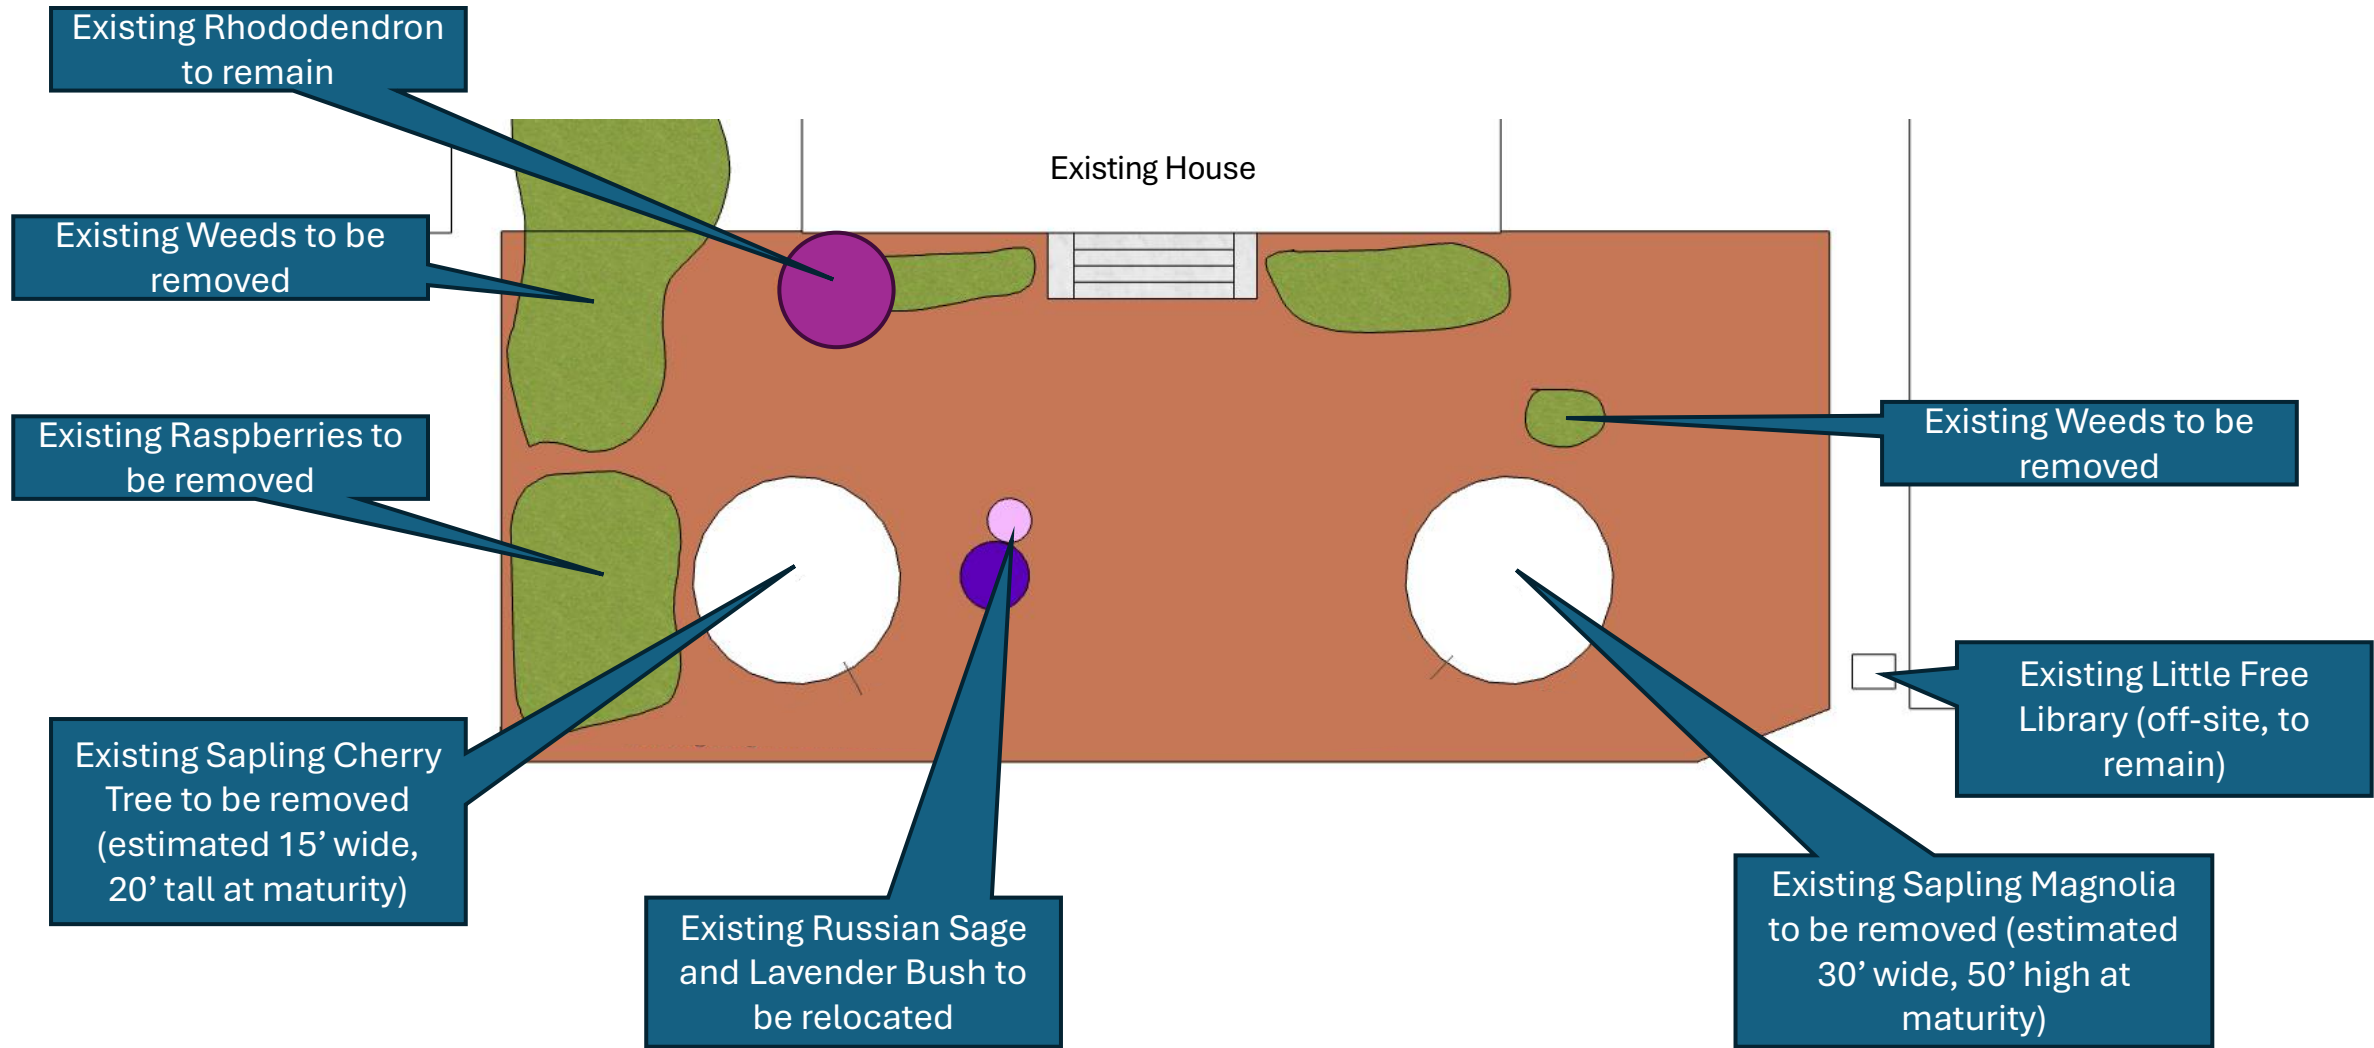 Existing Rhododendron
to remain
Existing House
Existing Weeds to be
removed
Existing Raspberries to
be removed
Existing Weeds to be
removed
Existing Little Free
Library (off-site, to
remain)
Existing Sapling Cherry
Tree to be removed
(estimated 15’ wide,
20’ tall at maturity)
Existing Russian Sage
and Lavender Bush to
be relocated
Existing Sapling Magnolia
to be removed (estimated
30’ wide, 50’ high at
maturity)